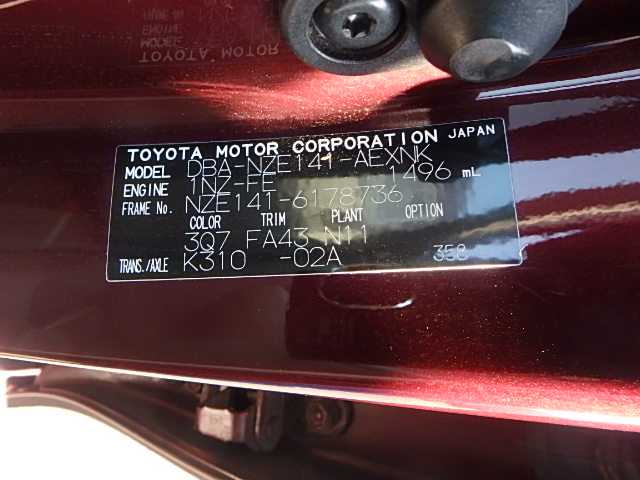 TOYOTA MOTOR CORPORATION JAPAN
MODEL DBA-NZE141-AEXNK
ENGINE 1NZ-FE 1496 mL
FRAME No. NZE141-6178736
COLOR TRIM PLANT OPTION
3Q7 FA43 N11
TRANS./AXLE K310 -02A 358